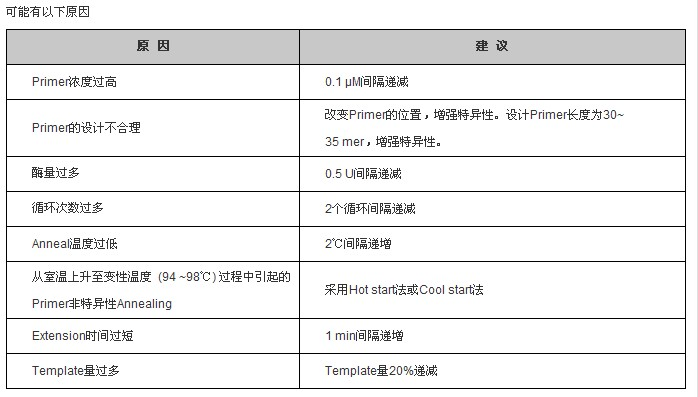 可能有以下原因
原 因
建 议
Primer浓度过高
0.1 μM间隔递减
Primer的设计不合理
改变Primer的位置，增强特异性。设计Primer长度为30~
35 mer，增强特异性。
酶量过多
0.5 U间隔递减
循环次数过多
2个循环间隔递减
Anneal温度过低
2℃间隔递增
从室温上升至变性温度 (94 ~98℃) 过程中引起的
Primer非特异性Annealing
采用Hot start法或Cool start法
Extension时间过短
1 min间隔递增
Template量过多
Template量20%递减